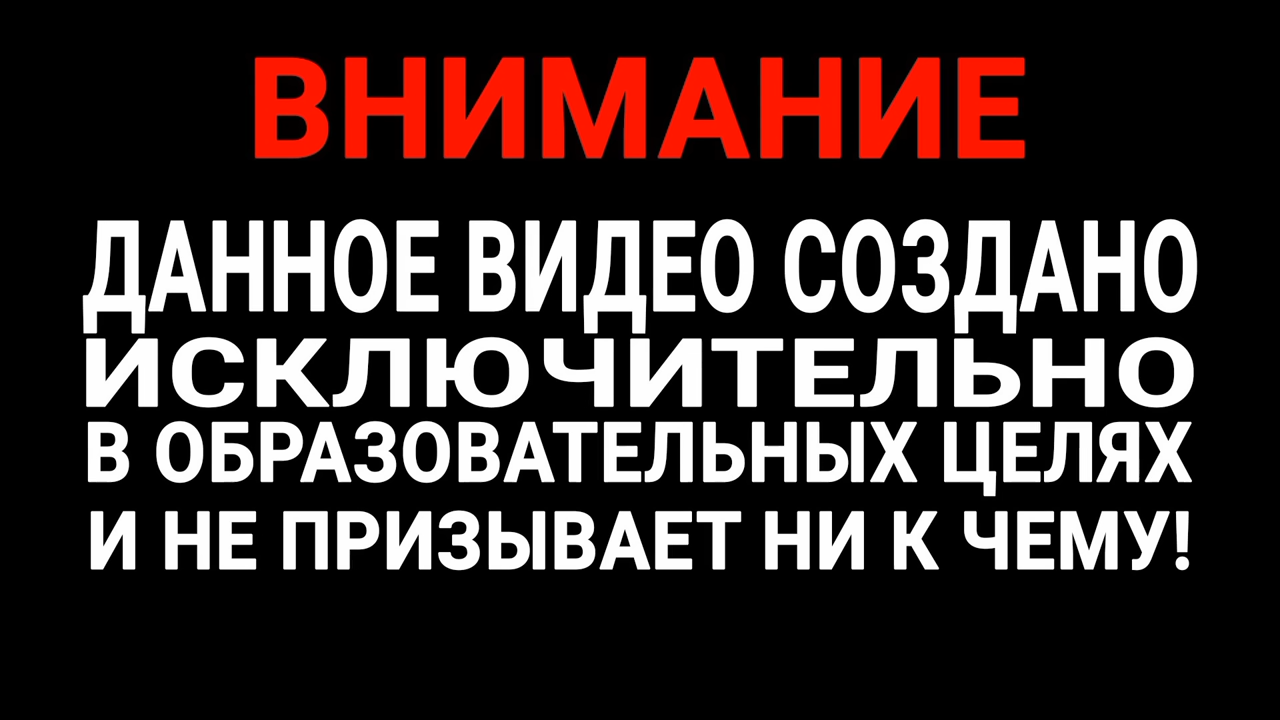 ВНИМАНИЕ
ДАННОЕ ВИДЕО СОЗДАНО
ИСКЛЮЧИТЕЛЬНО
В ОБРАЗОВАТЕЛЬНЫХ ЦЕЛЯХ
И НЕ ПРИЗЫВАЕТ НИ К ЧЕМУ!